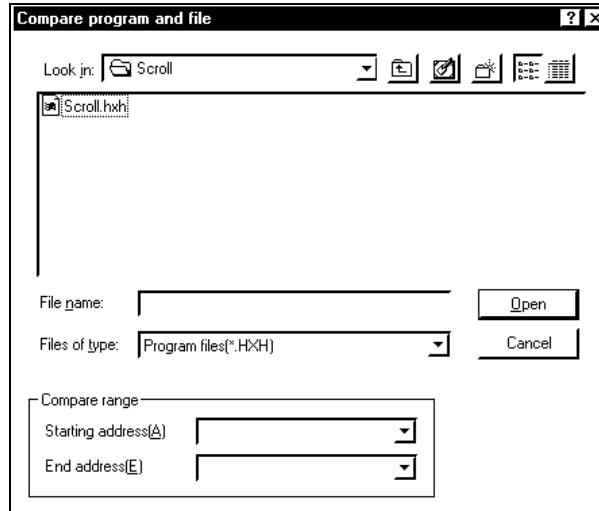 Compare program and file
Look in: Scroll
Scroll.hxh
File name:
Open
Files of type: Program files(*.HXH)
Cancel
Compare range
Starting address(A)
End address(E)